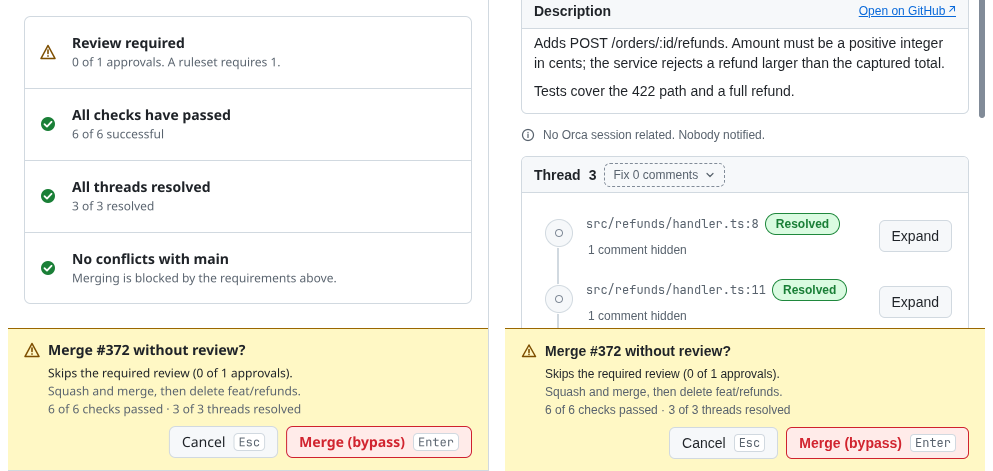 Review required
0 of 1 approvals. A ruleset requires 1.
All checks have passed
6 of 6 successful
All threads resolved
3 of 3 resolved
No conflicts with main
Merging is blocked by the requirements above.
Merge #372 without review?
Skips the required review (0 of 1 approvals).
Squash and merge, then delete feat/refunds.
6 of 6 checks passed · 3 of 3 threads resolved
Cancel Esc Merge (bypass) Enter
Description Open on GitHub
Adds POST /orders/:id/refunds. Amount must be a positive integer
in cents; the service rejects a refund larger than the captured total.
Tests cover the 422 path and a full refund.
No Orca session related. Nobody notified.
Thread 3 Fix 0 comments
src/refunds/handler.ts:8 Resolved
1 comment hidden
Expand
src/refunds/handler.ts:11 Resolved
1 comment hidden
Expand
Merge #372 without review?
Skips the required review (0 of 1 approvals).
Squash and merge, then delete feat/refunds.
6 of 6 checks passed · 3 of 3 threads resolved
Cancel Esc Merge (bypass) Enter